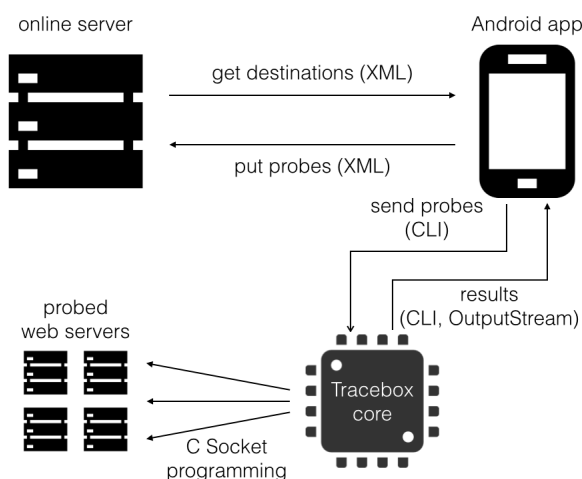 online server
Android app
get destinations (XML)
put probes (XML)
send probes
(CLI)
results
(CLI, OutputStream)
probed
web servers
Tracebox
core
C Socket
programming